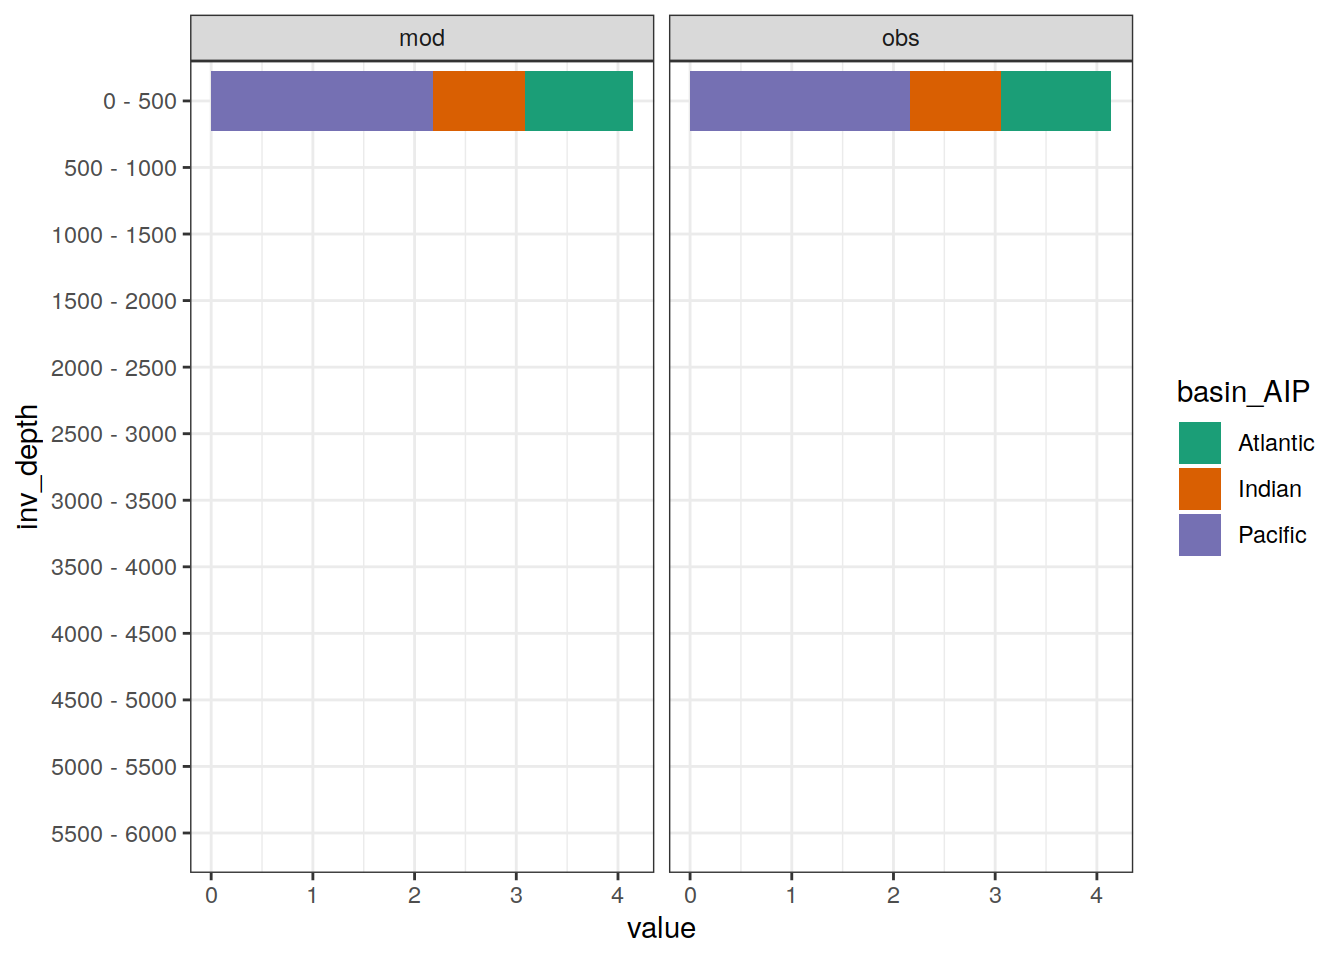 mod
obs
0 - 500
500 - 1000
1000 - 1500
1500 - 2000
2000 - 2500
2500 - 3000
3000 - 3500
3500 - 4000
4000 - 4500
4500 - 5000
5000 - 5500
5500 - 6000
inv_depth
0 1 2 3 4
0 1 2 3 4
value
basin_AIP
Atlantic
Indian
Pacific